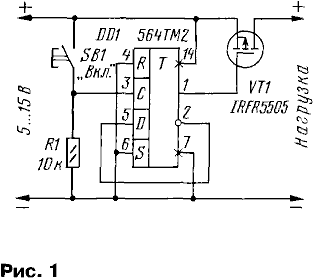 + +
DD1 564ТМ2
SB1
„Вкл."
4 R T 14
3 C 1
5 D 2
6 S 7
VT1
IRFR5505
5...15 В
Нагрузка
R1
10 к
− −
Рис. 1